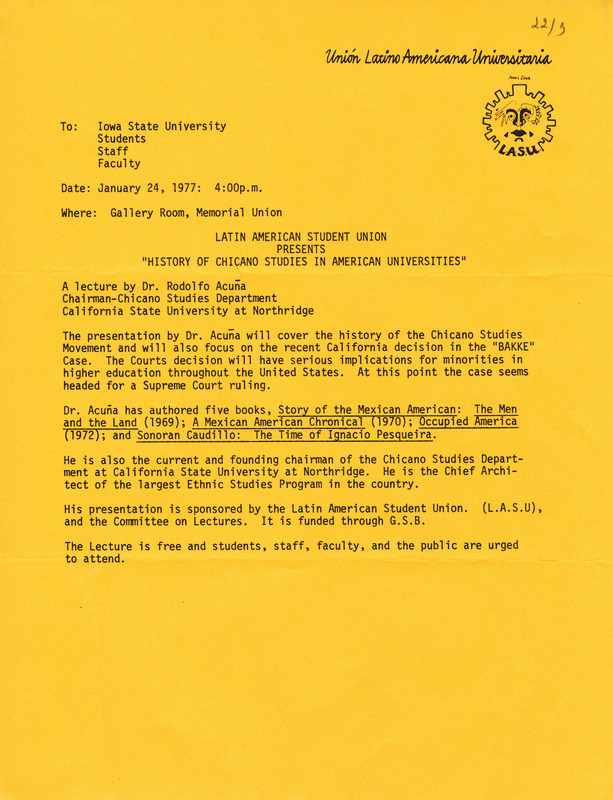 22/3
Unión Latino Americana Universitaria
L.A.S.U.
To: Iowa State University
Students
Staff
Faculty
Date: January 24, 1977: 4:00p.m.
Where: Gallery Room, Memorial Union
LATIN AMERICAN STUDENT UNION
PRESENTS
"HISTORY OF CHICANO STUDIES IN AMERICAN UNIVERSITIES"
A lecture by Dr. Rodolfo Acuña
Chairman-Chicano Studies Department
California State University at Northridge
The presentation by Dr. Acuña will cover the history of the Chicano Studies
Movement and will also focus on the recent California decision in the "BAKKE"
Case. The Courts decision will have serious implications for minorities in
higher education throughout the United States. At this point the case seems
headed for a Supreme Court ruling.
Dr. Acuña has authored five books, Story of the Mexican American: The Men
and the Land (1969); A Mexican American Chronical (1970); Occupied America
(1972); and Sonoran Caudillo: The Time of Ignacio Pesqueira.
He is also the current and founding chairman of the Chicano Studies Depart-
ment at California State University at Northridge. He is the Chief Archi-
tect of the largest Ethnic Studies Program in the country.
His presentation is sponsored by the Latin American Student Union. (L.A.S.U),
and the Committee on Lectures. It is funded through G.S.B.
The Lecture is free and students, staff, faculty, and the public are urged
to attend.